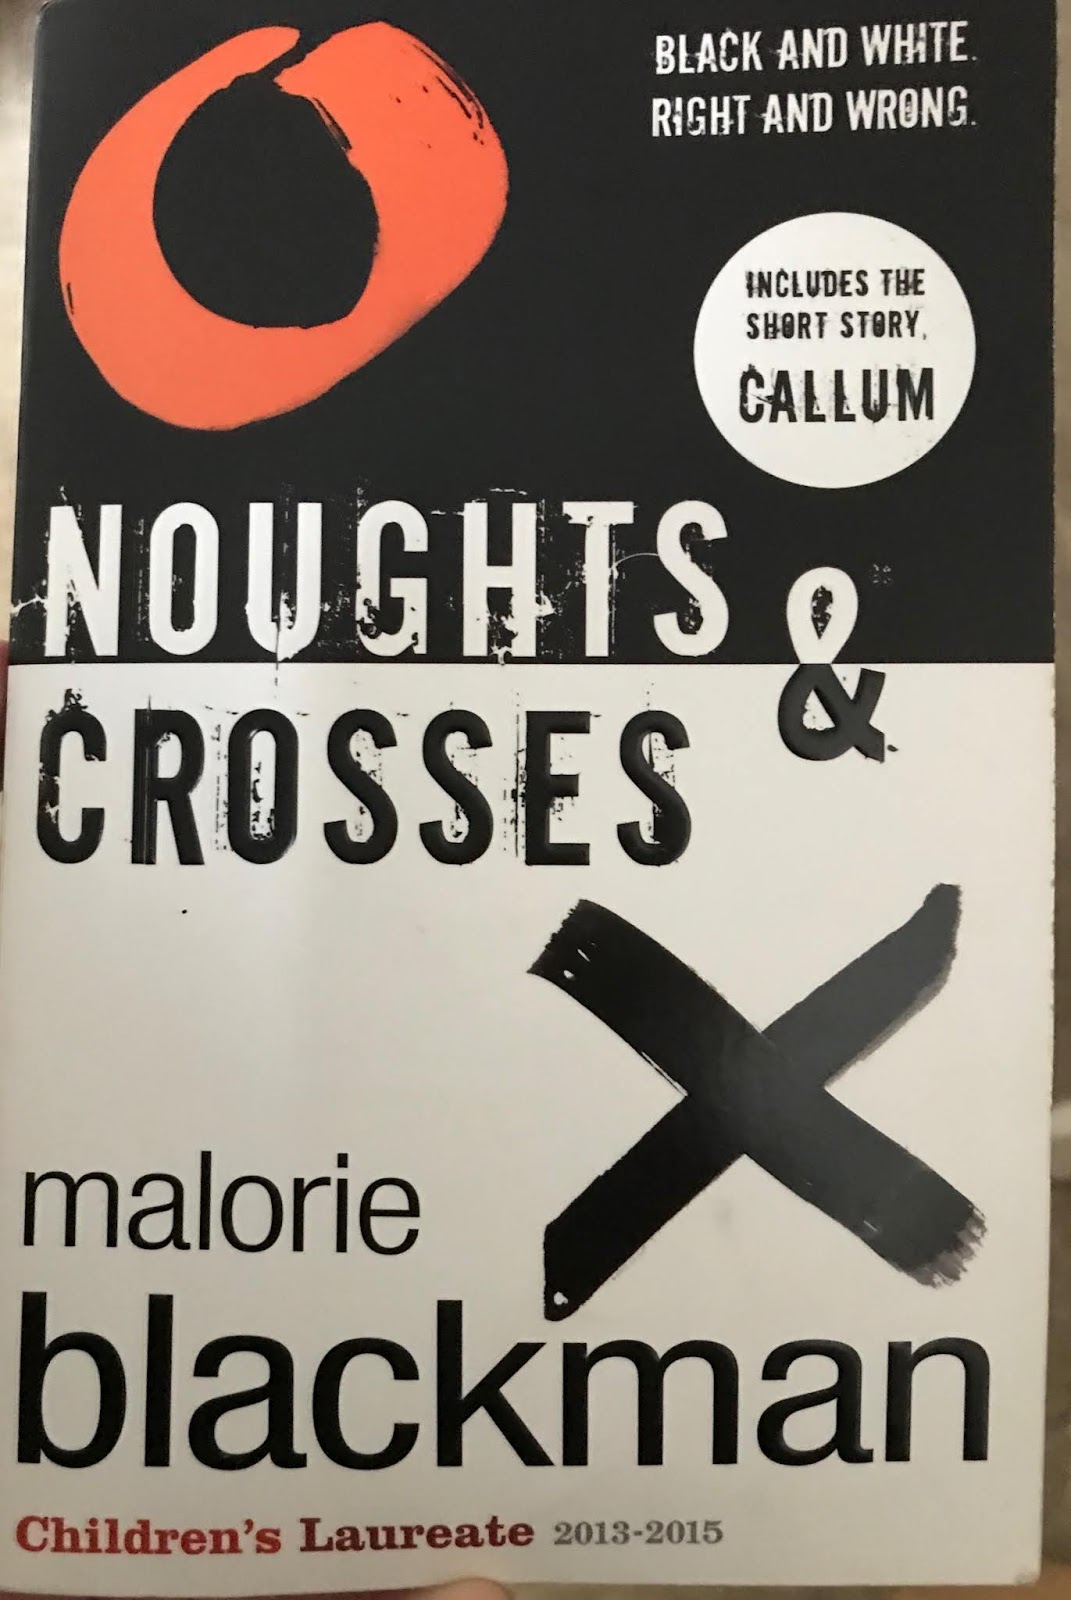 BLACK AND WHITE.
RIGHT AND WRONG.
INCLUDES THE
SHORT STORY,
CALLUM
NOUGHTS
&
CROSSES
malorie
blackman
Children's Laureate 2013-2015